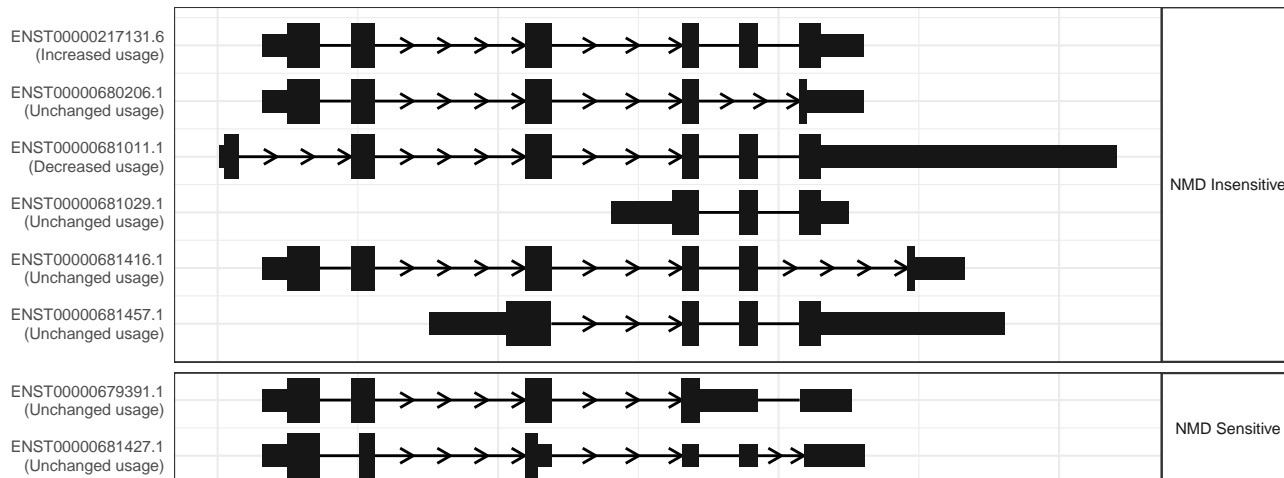 ENST00000217131.6
(Increased usage)
ENST00000680206.1
(Unchanged usage)
ENST00000681011.1
(Decreased usage)
ENST00000681029.1
(Unchanged usage)
ENST00000681416.1
(Unchanged usage)
ENST00000681457.1
(Unchanged usage)
NMD Insensitive
ENST00000679391.1
(Unchanged usage)
ENST00000681427.1
(Unchanged usage)
NMD Sensitive